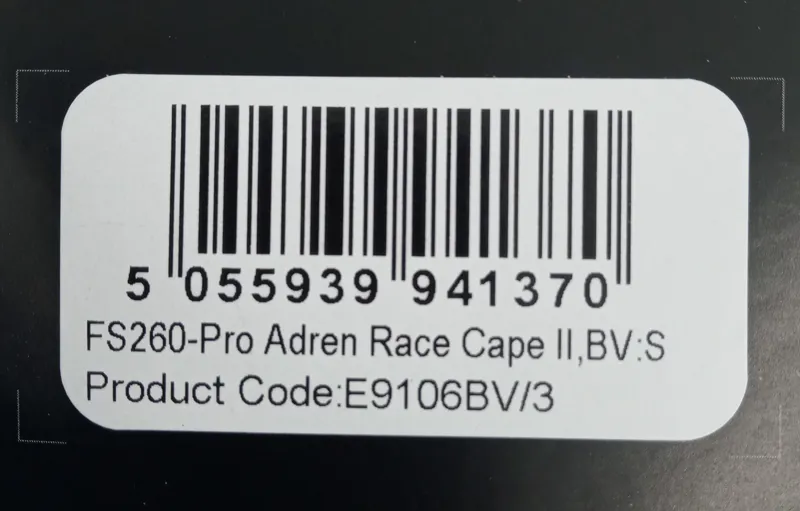 5 055939 941370
FS260-Pro Adren Race Cape II,BV:S
Product Code:E9106BV/3